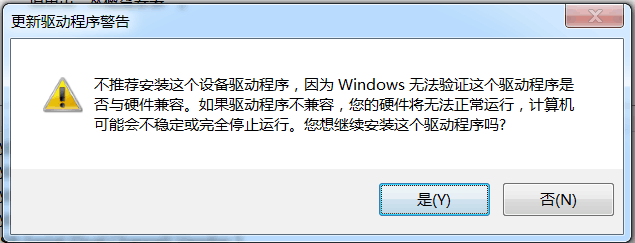 更新驱动程序警告
不推荐安装这个设备驱动程序，因为 Windows 无法验证这个驱动程序是
否与硬件兼容。如果驱动程序不兼容，您的硬件将无法正常运行，计算机
可能会不稳定或完全停止运行。您想继续安装这个驱动程序吗?
是(Y)
否(N)